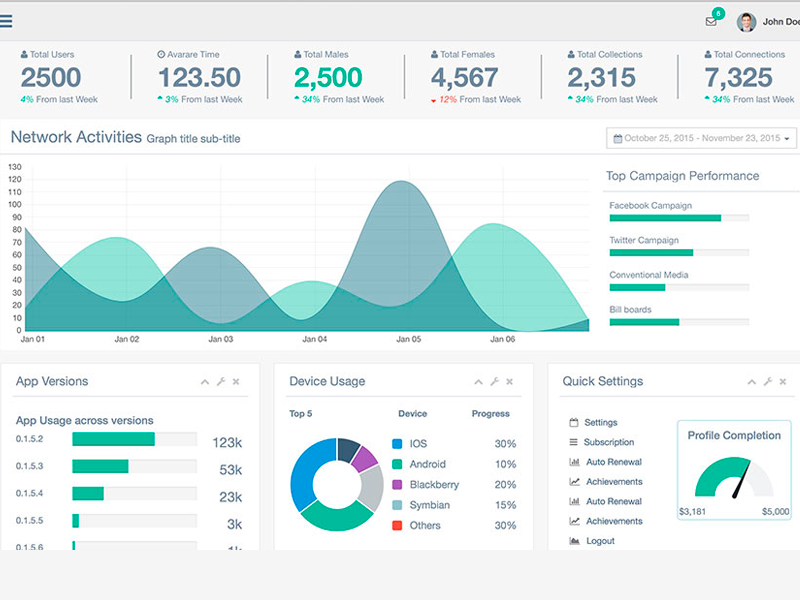 6
John Doe
Total Users
2500
4% From last Week
Avarare Time
123.50
3% From last Week
Total Males
2,500
34% From last Week
Total Females
4,567
12% From last Week
Total Collections
2,315
34% From last Week
Total Connections
7,325
34% From last Week
Network Activities Graph title sub-title
October 25, 2015 - November 23, 2015
130
120
110
100
90
80
70
60
50
40
30
20
10
0
Jan 01
Jan 02
Jan 03
Jan 04
Jan 05
Jan 06
Top Campaign Performance
Facebook Campaign
Twitter Campaign
Conventional Media
Bill boards
App Versions
App Usage across versions
0.1.5.2 123k
0.1.5.3 53k
0.1.5.4 23k
0.1.5.5 3k
0.1.5.6 1k
Device Usage
Top 5 Device Progress
IOS 30%
Android 10%
Blackberry 20%
Symbian 15%
Others 30%
Quick Settings
Settings
Subscription
Auto Renewal
Achievements
Auto Renewal
Achievements
Logout
Profile Completion
$3,181 $5,000